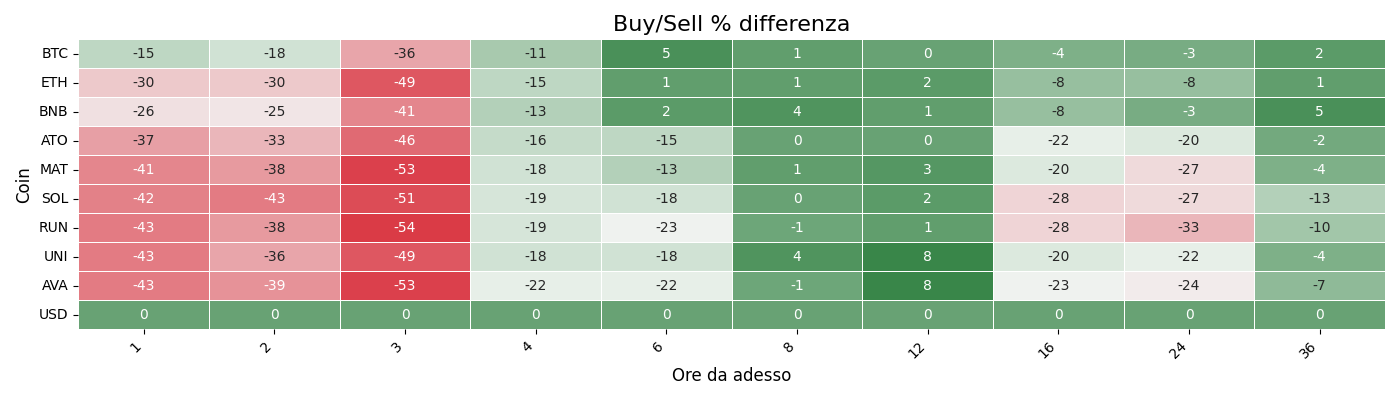 Buy/Sell % differenza
Coin
BTC -15 -18 -36 -11 5 1 0 -4 -3 2
ETH -30 -30 -49 -15 1 1 2 -8 -8 1
BNB -26 -25 -41 -13 2 4 1 -8 -3 5
ATO -37 -33 -46 -16 -15 0 0 -22 -20 -2
MAT -41 -38 -53 -18 -13 1 3 -20 -27 -4
SOL -42 -43 -51 -19 -18 0 2 -28 -27 -13
RUN -43 -38 -54 -19 -23 -1 1 -28 -33 -10
UNI -43 -36 -49 -18 -18 4 8 -20 -22 -4
AVA -43 -39 -53 -22 -22 -1 8 -23 -24 -7
USD 0 0 0 0 0 0 0 0 0 0
1 2 3 4 6 8 12 16 24 36
Ore da adesso